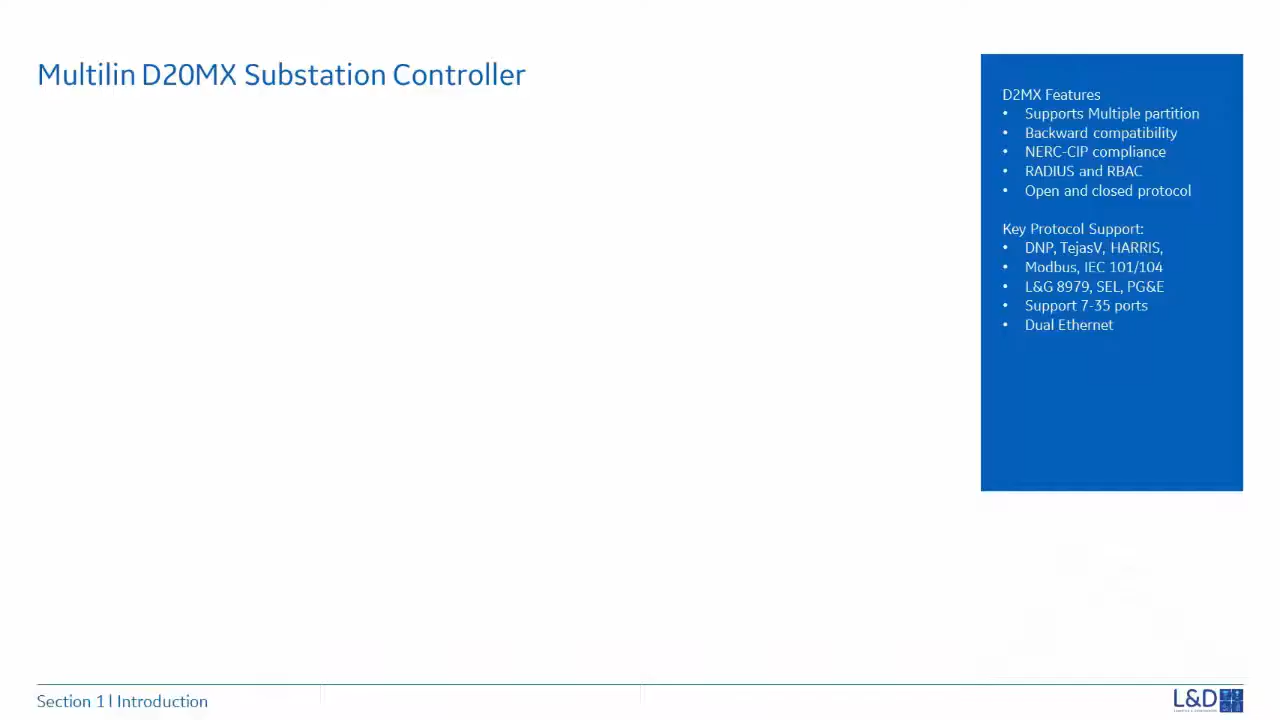 Multilin D20MX Substation Controller
D2MX Features
• Supports Multiple partition
• Backward compatibility
• NERC-CIP compliance
• RADIUS and RBAC
• Open and closed protocol
Key Protocol Support:
• DNP, TejasV, HARRIS,
• Modbus, IEC 101/104
• L&G 8979, SEL, PG&E
• Support 7-35 ports
• Dual Ethernet
Section 1 l Introduction
L&D